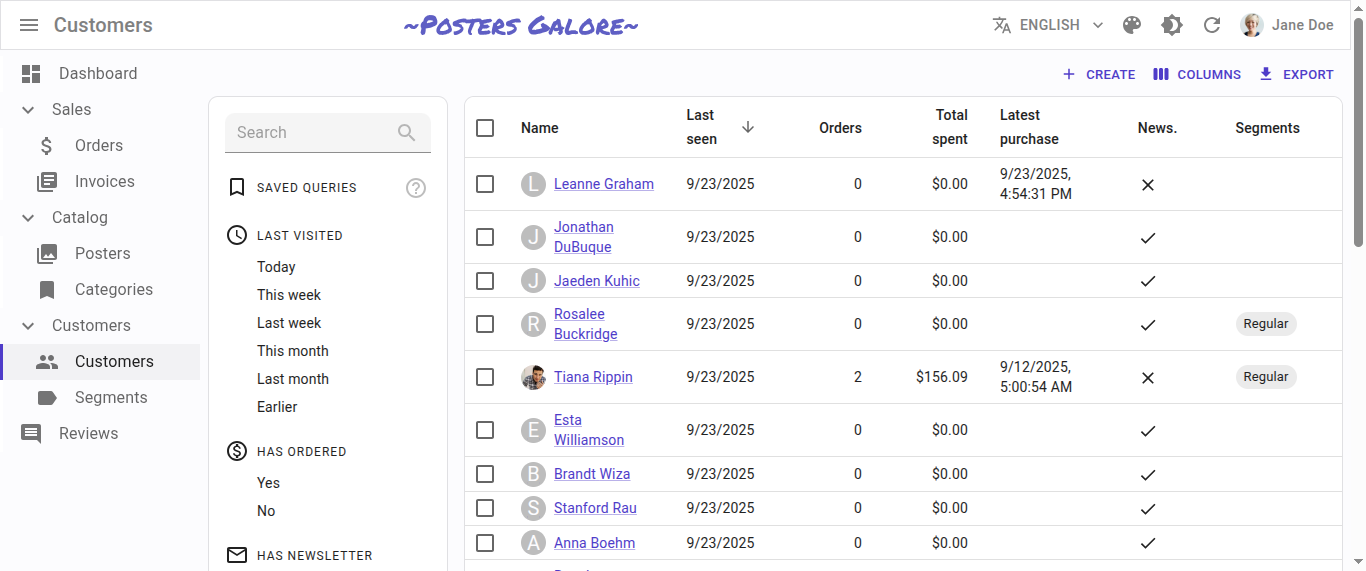 Customers
~Posters Galore~
ENGLISH
Jane Doe
Dashboard
Sales
Orders
Invoices
Catalog
Posters
Categories
Customers
Customers
Segments
Reviews
CREATE
COLUMNS
EXPORT
Search
SAVED QUERIES
?
LAST VISITED
Today
This week
Last week
This month
Last month
Earlier
HAS ORDERED
Yes
No
HAS NEWSLETTER
Name
Last
seen
Orders
Total
spent
Latest
purchase
News.
Segments
L
Leanne Graham
9/23/2025
0
$0.00
9/23/2025,
4:54:31 PM
J
Jonathan
DuBuque
9/23/2025
0
$0.00
J
Jaeden Kuhic
9/23/2025
0
$0.00
R
Rosalee
Buckridge
9/23/2025
0
$0.00
Regular
Tiana Rippin
9/23/2025
2
$156.09
9/12/2025,
5:00:54 AM
Regular
E
Esta
Williamson
9/23/2025
0
$0.00
B
Brandt Wiza
9/23/2025
0
$0.00
S
Stanford Rau
9/23/2025
0
$0.00
A
Anna Boehm
9/23/2025
0
$0.00